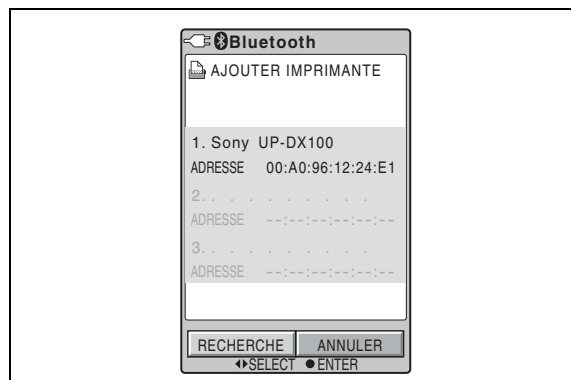 Bluetooth
AJOUTER IMPRIMANTE
1. Sony UP-DX100
ADRESSE 00:A0:96:12:24:E1
2. . . . . . . . . .
ADRESSE --:--:--:--:--:--
3. . . . . . . . . .
ADRESSE --:--:--:--:--:--
RECHERCHE ANNULER
SELECT ENTER